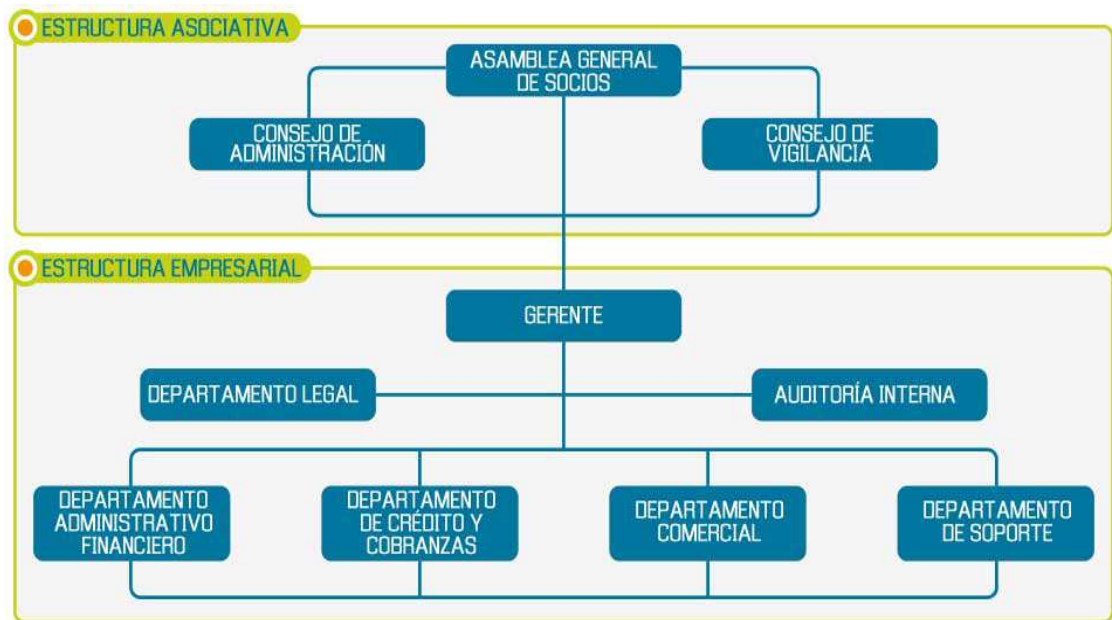 ESTRUCTURA ASOCIATIVA
ASAMBLEA GENERAL
DE SOCIOS
CONSEJO DE
ADMINISTRACIÓN
CONSEJO DE
VIGILANCIA
ESTRUCTURA EMPRESARIAL
GERENTE
DEPARTAMENTO LEGAL
AUDITORÍA INTERNA
DEPARTAMENTO
ADMINISTRATIVO
FINANCIERO
DEPARTAMENTO
DE CRÉDITO Y
COBRANZAS
DEPARTAMENTO
COMERCIAL
DEPARTAMENTO
DE SOPORTE